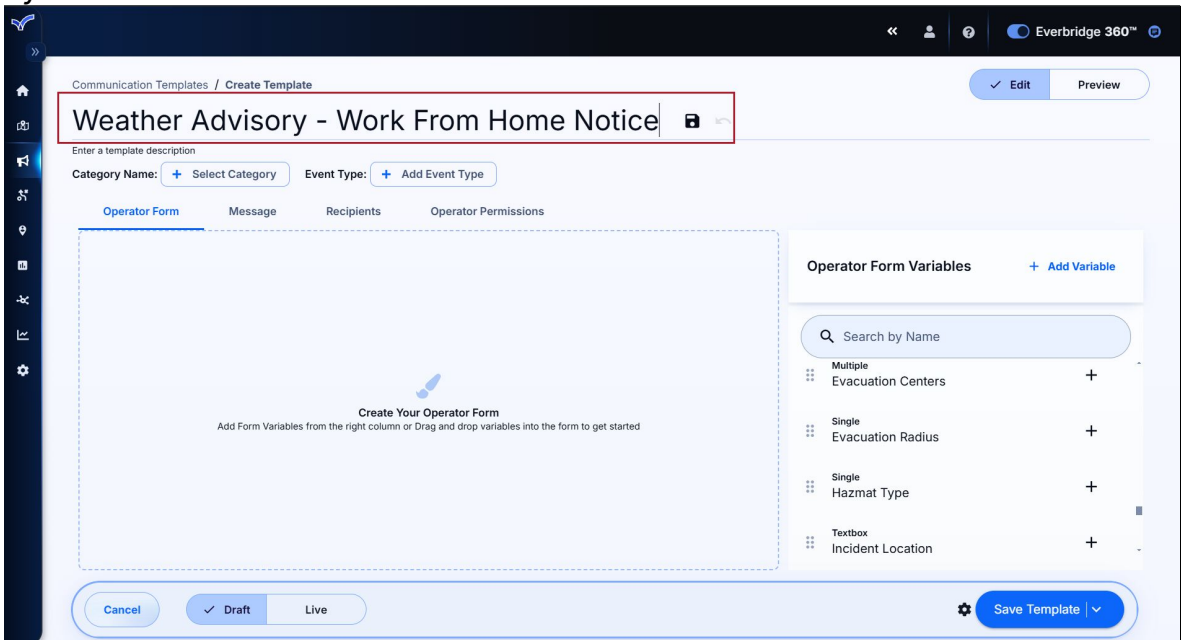 Everbridge 360™
Communication Templates / Create Template
Edit
Preview
Weather Advisory - Work From Home Notice
Enter a template description
Category Name: + Select Category Event Type: + Add Event Type
Operator Form Message Recipients Operator Permissions
Operator Form Variables + Add Variable
Search by Name
Multiple
Evacuation Centers
Single
Evacuation Radius
Single
Hazmat Type
Textbox
Incident Location
Create Your Operator Form
Add Form Variables from the right column or Drag and drop variables into the form to get started
Cancel Draft Live Save Template